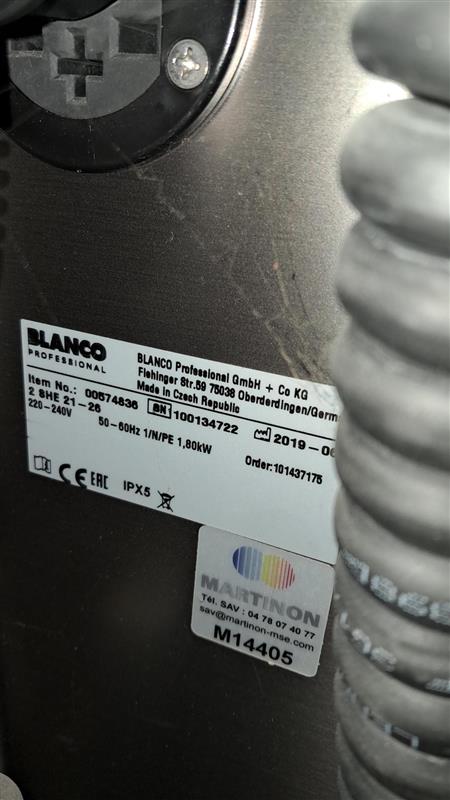 BLANCO
PROFESSIONAL
BLANCO Professional GmbH + Co KG
Flehinger Str.59 75038 Oberderdingen/Germ
Made in Czech Republic
Item No.: 00574836 SN 100134722 2019-06
2 SHE 21-26
220-240V 50-60Hz 1/N/PE 1,80kW
Order:101437175
CE EAC IPX5
MARTINON
Tél. SAV : 04 78 07 40 77
sav@martinon-mse.com
M14405